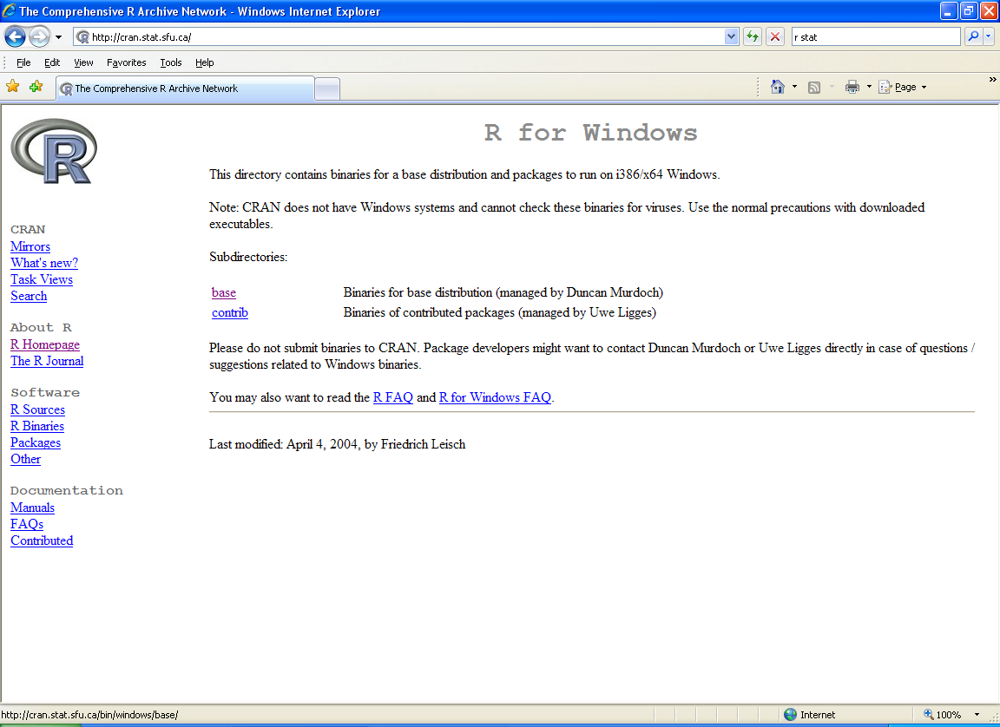 The Comprehensive R Archive Network - Windows Internet Explorer
http://cran.stat.sfu.ca/
r stat
File Edit View Favorites Tools Help
The Comprehensive R Archive Network
Page
»
R
R for Windows
This directory contains binaries for a base distribution and packages to run on i386/x64 Windows.
Note: CRAN does not have Windows systems and cannot check these binaries for viruses. Use the normal precautions with downloaded
executables.
Subdirectories:
base Binaries for base distribution (managed by Duncan Murdoch)
contrib Binaries of contributed packages (managed by Uwe Ligges)
Please do not submit binaries to CRAN. Package developers might want to contact Duncan Murdoch or Uwe Ligges directly in case of questions /
suggestions related to Windows binaries.
You may also want to read the R FAQ and R for Windows FAQ.
Last modified: April 4, 2004, by Friedrich Leisch
CRAN
Mirrors
What's new?
Task Views
Search
About R
R Homepage
The R Journal
Software
R Sources
R Binaries
Packages
Other
Documentation
Manuals
FAQs
Contributed
http://cran.stat.sfu.ca/bin/windows/base/
Internet
100%